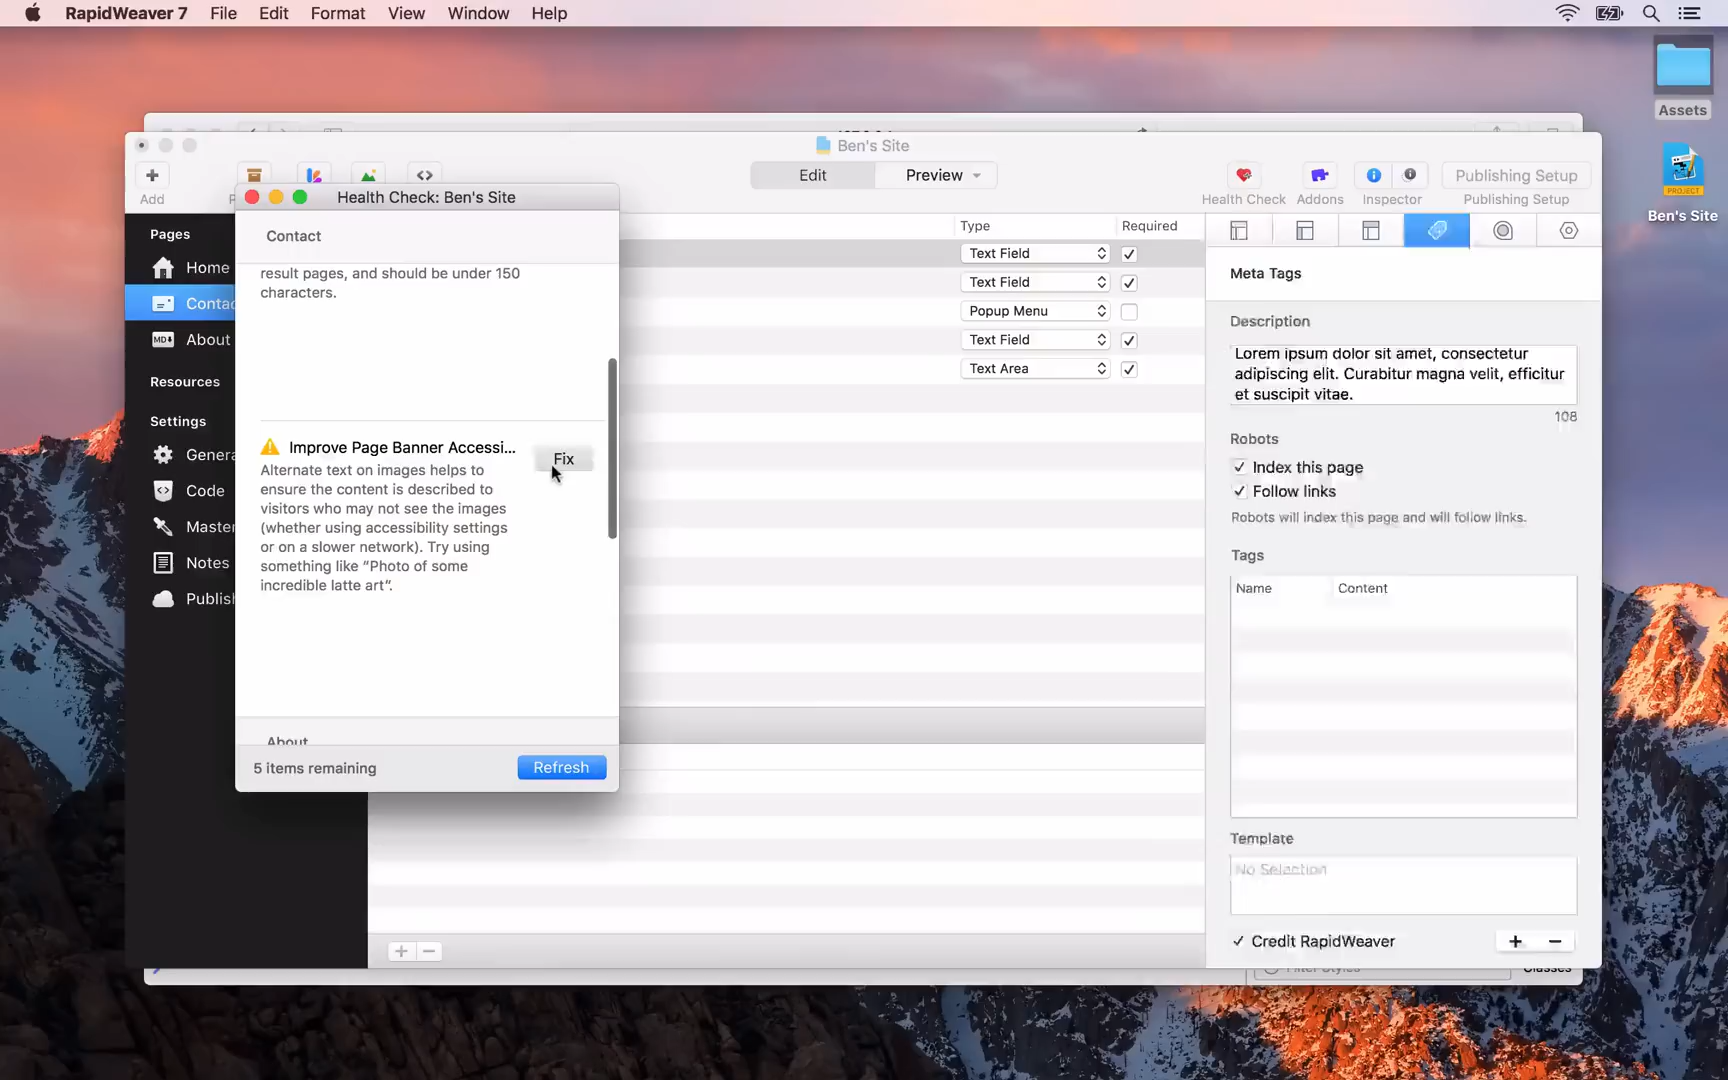 RapidWeaver 7 File Edit Format View Window Help
Assets
Ben's Site
Ben's Site
Edit Preview
Publishing Setup
Add
Health Check Addons Inspector Publishing Setup
Health Check: Ben's Site
Pages
Home
Contac
MD About
Resources
Settings
Genera
Code
Master
Notes
Publish
Contact
result pages, and should be under 150
characters.
Improve Page Banner Accessi...
Fix
Alternate text on images helps to
ensure the content is described to
visitors who may not see the images
(whether using accessibility settings
or on a slower network). Try using
something like “Photo of some
incredible latte art”.
About
5 items remaining
Refresh
Type Required
Text Field
Text Field
Popup Menu
Text Field
Text Area
Meta Tags
Description
Lorem ipsum dolor sit amet, consectetur
adipiscing elit. Curabitur magna velit, efficitur
et suscipit vitae.
108
Robots
Index this page
Follow links
Robots will index this page and will follow links.
Tags
Name Content
Template
No Selection
Credit RapidWeaver
Filter Styles Classes
PROJECT